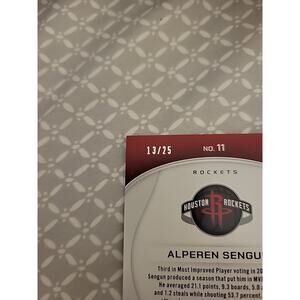 13/25 NO. 11
ROCKETS
HOUSTON ROCKETS
ALPEREN SENGU
Third in Most Improved Player voting in 20
Sengun produced a season that put him in MV
He averaged 21.1 points, 9.3 boards, 5.0 a
and 1.2 steals while shooting 53.7 percent